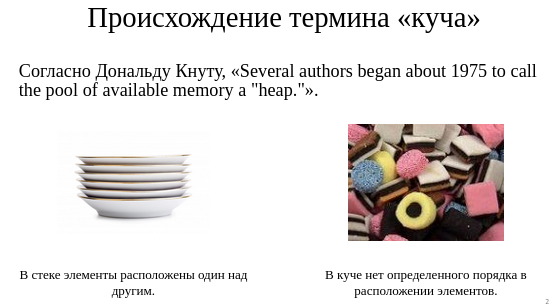 Происхождение термина «куча»
Согласно Дональду Кнуту, «Several authors began about 1975 to call
the pool of available memory a "heap."».
В стеке элементы расположены один над
другим.
В куче нет определенного порядка в
расположении элементов.
2